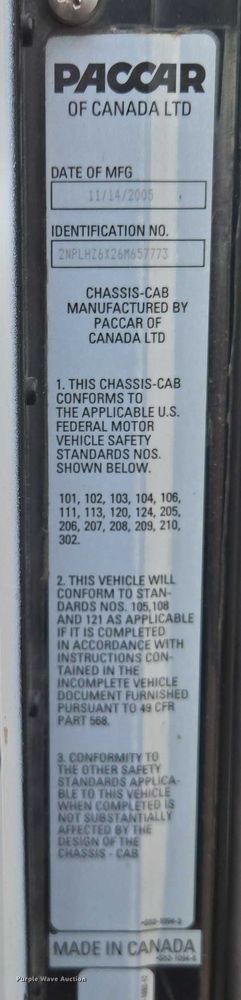 PACCAR
OF CANADA LTD
DATE OF MFG
11/14/2005
IDENTIFICATION NO.
2NPLHZ6X26M657773
CHASSIS-CAB
MANUFACTURED BY
PACCAR OF
CANADA LTD
1. THIS CHASSIS-CAB
CONFORMS TO
THE APPLICABLE U.S.
FEDERAL MOTOR
VEHICLE SAFETY
STANDARDS NOS.
SHOWN BELOW.
101, 102, 103, 104, 106,
111, 113, 120, 124, 205,
206, 207, 208, 209, 210,
302.
2. THIS VEHICLE WILL
CONFORM TO STAN-
DARDS NOS. 105,108
AND 121 AS APPLICABLE
IF IT IS COMPLETED
IN ACCORDANCE WITH
INSTRUCTIONS CON-
TAINED IN THE
INCOMPLETE VEHICLE
DOCUMENT FURNISHED
PURSUANT TO 49 CFR
PART 568.
3. CONFORMITY TO
THE OTHER SAFETY
STANDARDS APPLICA-
BLE TO THIS VEHICLE
WHEN COMPLETED IS
NOT SUBSTANTIALLY
AFFECTED BY THE
DESIGN OF THE
CHASSIS - CAB
MADE IN CANADA
Purple Wave Auction